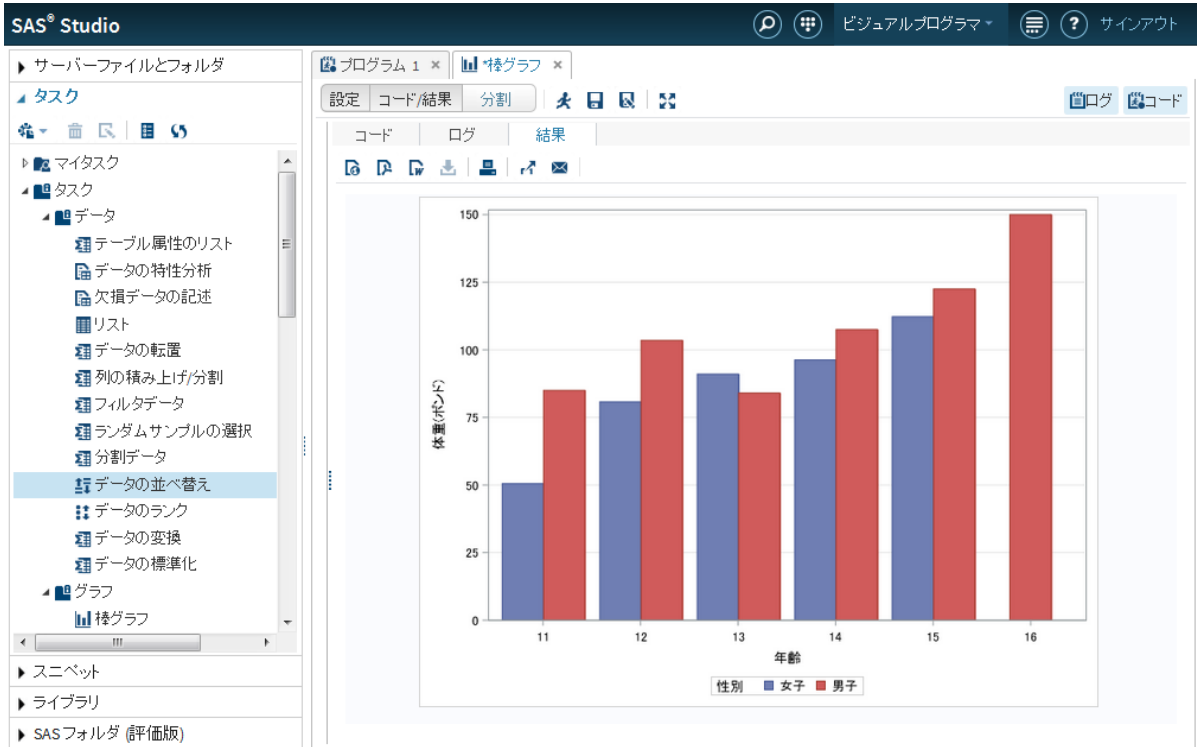 SAS® Studio
ビジュアルプログラマ
サインアウト
サーバーファイルとフォルダ
タスク
マイタスク
タスク
データ
テーブル属性のリスト
データの特性分析
欠損データの記述
リスト
データの転置
列の積み上げ/分割
フィルタデータ
ランダムサンプルの選択
分割データ
データの並べ替え
データのランク
データの変換
データの標準化
グラフ
棒グラフ
スニペット
ライブラリ
SASフォルダ (評価版)
プログラム 1 × *棒グラフ ×
設定 コード/結果 分割
ログ コード
コード ログ 結果
150
125
100
75
50
25
0
体重(ポンド)
11 12 13 14 15 16
年齢
性別 女子 男子